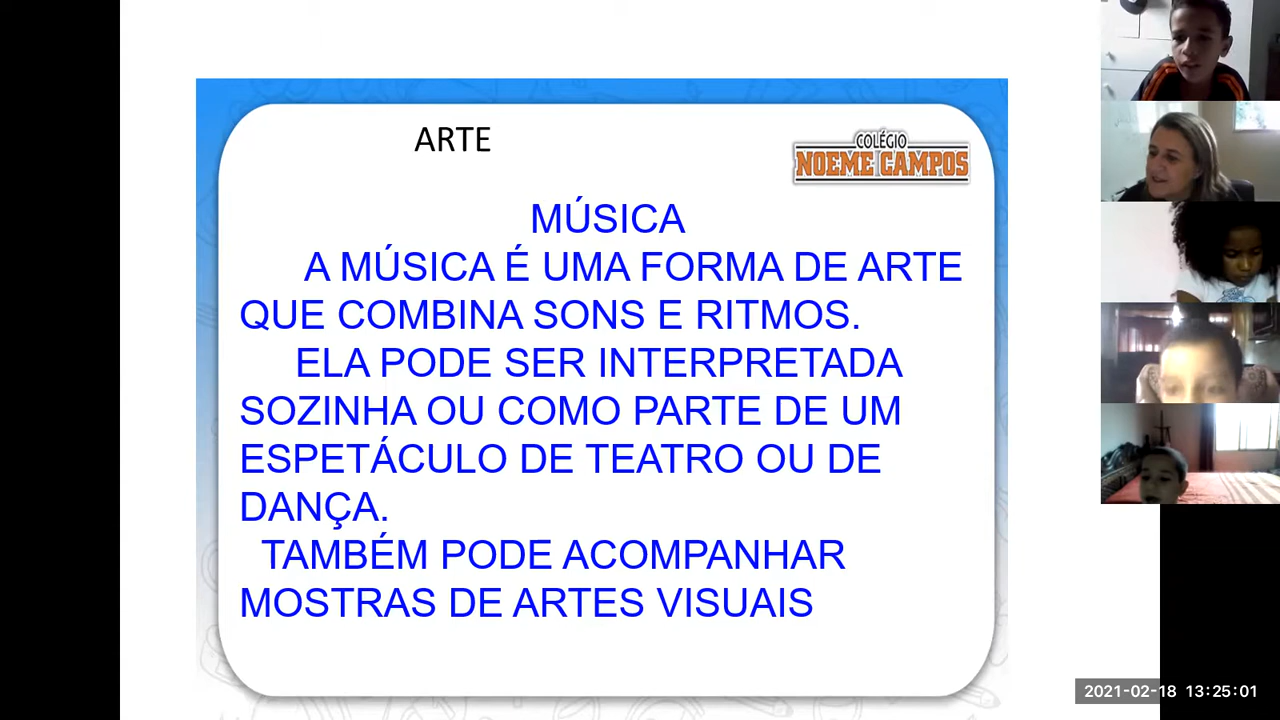 ARTE
COLÉGIO
NOEME CAMPOS
MÚSICA
A MÚSICA É UMA FORMA DE ARTE
QUE COMBINA SONS E RITMOS.
ELA PODE SER INTERPRETADA
SOZINHA OU COMO PARTE DE UM
ESPETÁCULO DE TEATRO OU DE
DANÇA.
TAMBÉM PODE ACOMPANHAR
MOSTRAS DE ARTES VISUAIS
2021-02-18 13:25:01